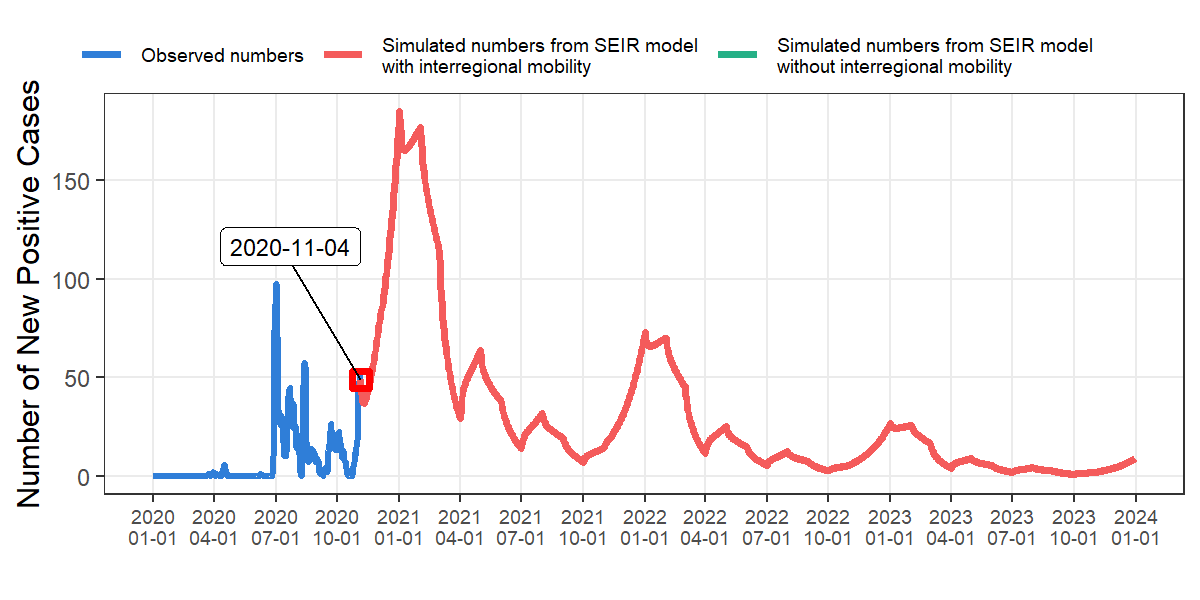 Observed numbers
Simulated numbers from SEIR model
with interregional mobility
Simulated numbers from SEIR model
without interregional mobility
Number of New Positive Cases
150
100
50
0
2020-11-04
2020 2020 2020 2020 2021 2021 2021 2021 2022 2022 2022 2022 2023 2023 2023 2023 2024
01-01 04-01 07-01 10-01 01-01 04-01 07-01 10-01 01-01 04-01 07-01 10-01 01-01 04-01 07-01 10-01 01-01